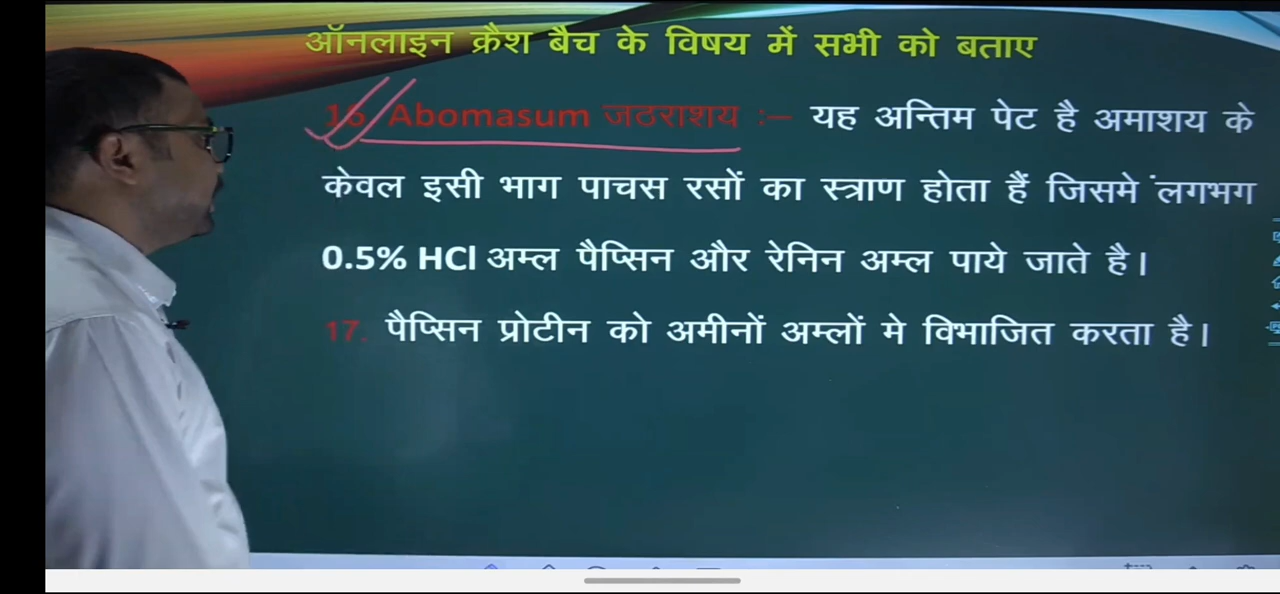 ऑनलाइन क्रैश बैच के विषय में सभी को बताए
16 Abomasum जठराशय :– यह अन्तिम पेट है अमाशय के
केवल इसी भाग पाचस रसों का स्त्राण होता हैं जिसमे ंलगभग
0.5% HCl अम्ल पैप्सिन और रेनिन अम्ल पाये जाते है।
17. पैप्सिन प्रोटीन को अमीनों अम्लों मे विभाजित करता है।